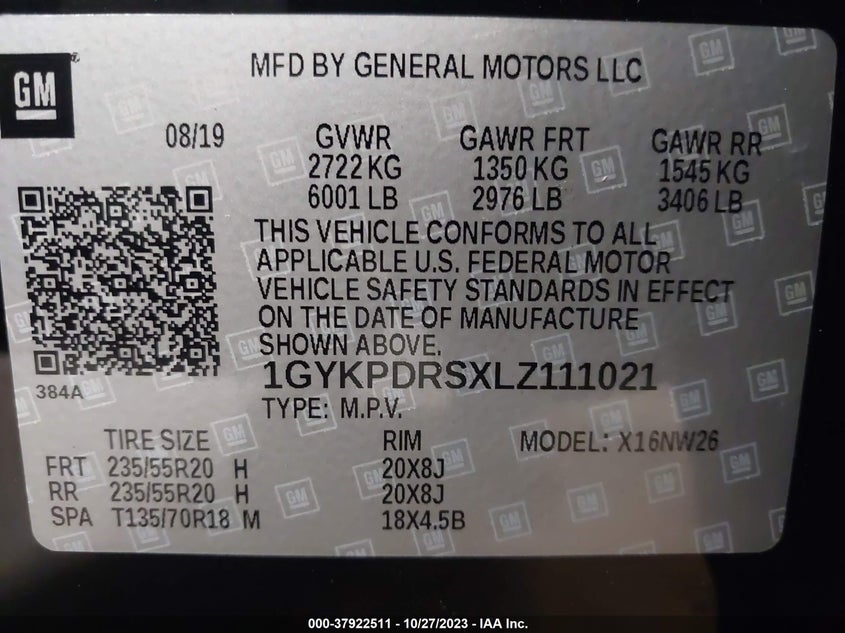 GM
MFD BY GENERAL MOTORS LLC
08/19 GVWR GAWR FRT GAWR RR
2722 KG 1350 KG 1545 KG
6001 LB 2976 LB 3406 LB
THIS VEHICLE CONFORMS TO ALL
APPLICABLE U.S. FEDERAL MOTOR
VEHICLE SAFETY STANDARDS IN EFFECT
ON THE DATE OF MANUFACTURE
SHOWN ABOVE.
384A
1GYKPDRSXLZ111021
TYPE: M.P.V.
TIRE SIZE RIM MODEL: X16NW26
FRT 235/55R20 H 20X8J
RR 235/55R20 H 20X8J
SPA T135/70R18 M 18X4.5B
000-37922511 - 10/27/2023 - IAA Inc.